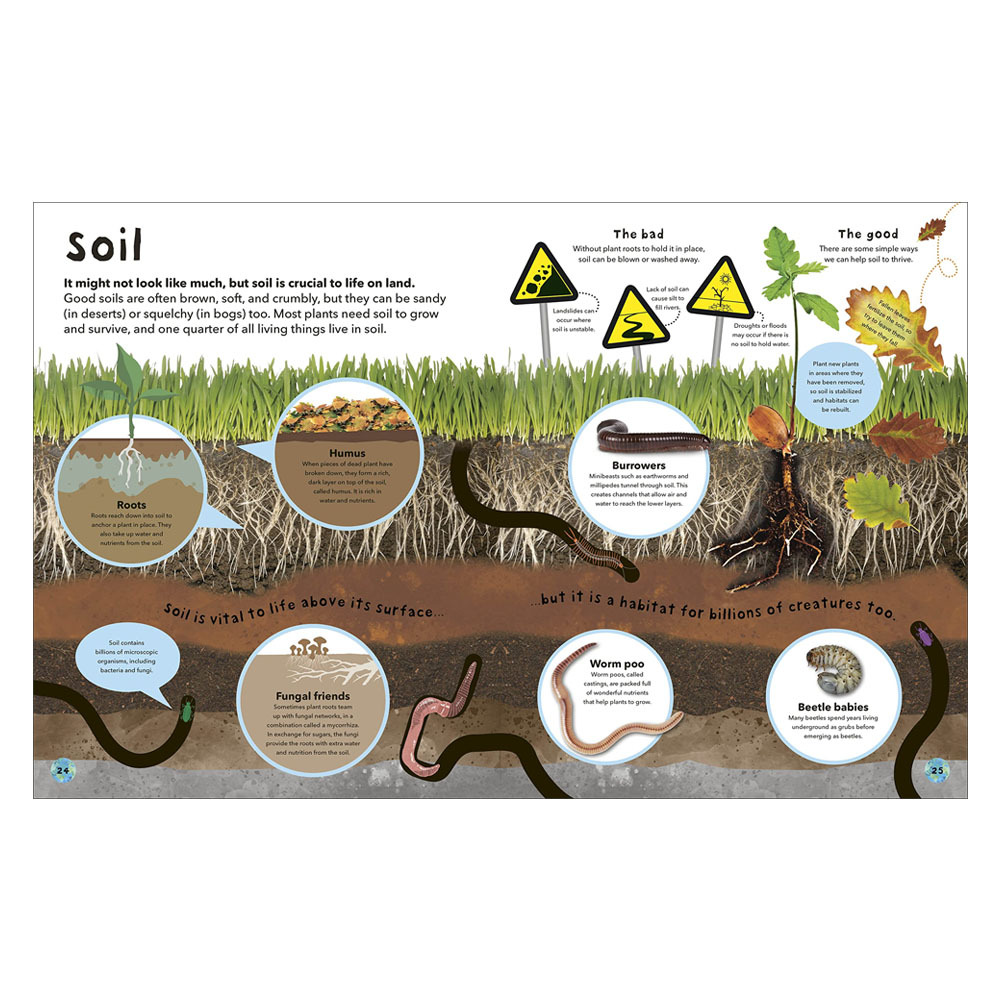 Soil
It might not look like much, but soil is crucial to life on land.
Good soils are often brown, soft, and crumbly, but they can be sandy
(in deserts) or squelchy (in bogs) too. Most plants need soil to grow
and survive, and one quarter of all living things live in soil.
The bad
Without plant roots to hold it in place,
soil can be blown or washed away.
Landslides can
occur where
soil is unstable.
Lack of soil can
cause silt to
fill rivers.
Droughts or floods
may occur if there
is no soil to hold water.
The good
There are some simple ways
we can help soil to thrive.
Fallen leaves
fertilize the soil, so
try to leave them
where they fall.
Plant new plants
in areas where they
have been removed,
so soil is stabilized
and habitats can
be rebuilt.
Roots
Roots reach down into soil to
anchor a plant in place. They
also take up water and
nutrients from the soil.
Humus
When pieces of dead plant have
broken down, they form a rich,
dark layer on top of the soil,
called humus. It is rich in
water and nutrients.
Burrowers
Minibeasts such as earthworms and
millipedes tunnel through soil. This
creates channels that allow air and
water to reach the lower layers.
Soil is vital to life above its surface...
...but it is a habitat for billions of creatures too.
Soil contains
billions of microscopic
organisms, including
bacteria and fungi.
Fungal friends
Sometimes plant roots team
up with fungal networks, in a
combination called a mycorrhiza.
In exchange for sugars, the fungi
provide the roots with extra water
and nutrition from the soil.
Worm poo
Worm poos, called
castings, are packed full
of wonderful nutrients
that help plants to grow.
Beetle babies
Many beetles spend years living
underground as grubs before
emerging as beetles.
24
25